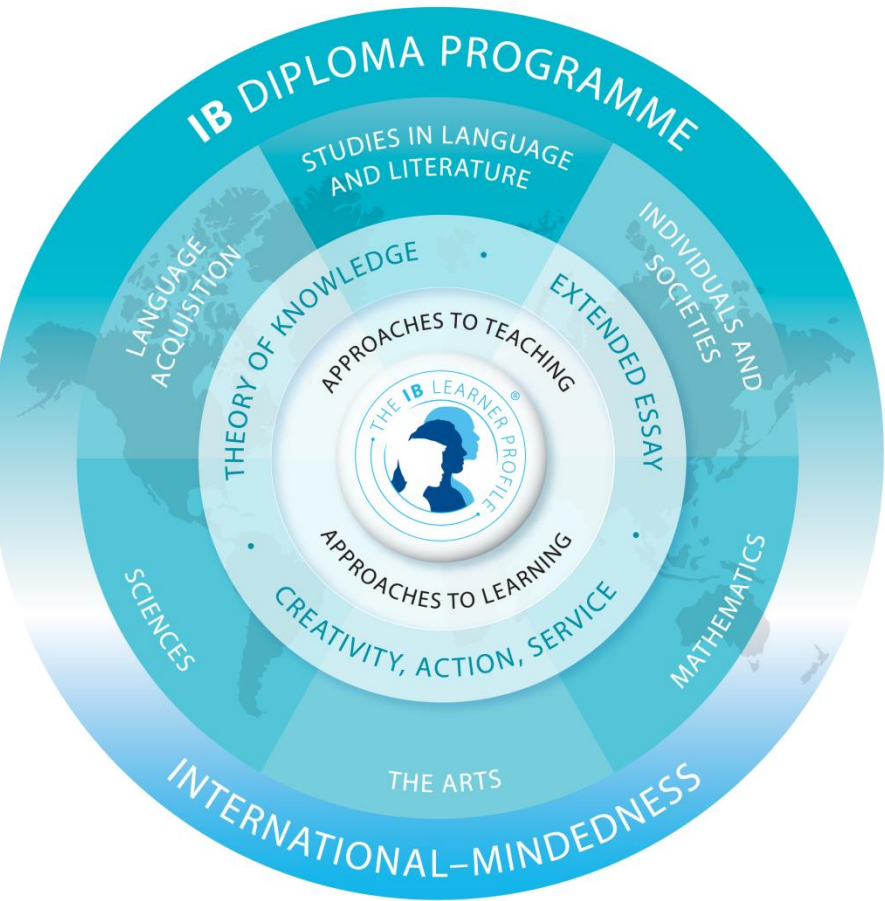 IB DIPLOMA PROGRAMME
STUDIES IN LANGUAGE
AND LITERATURE
LANGUAGE
ACQUISITION
INDIVIDUALS AND
SOCIETIES
THEORY OF KNOWLEDGE
·
EXTENDED ESSAY
APPROACHES TO TEACHING
• THE IB LEARNER PROFILE •
®
APPROACHES TO LEARNING
·
CREATIVITY, ACTION, SERVICE
·
SCIENCES
MATHEMATICS
THE ARTS
INTERNATIONAL–MINDEDNESS